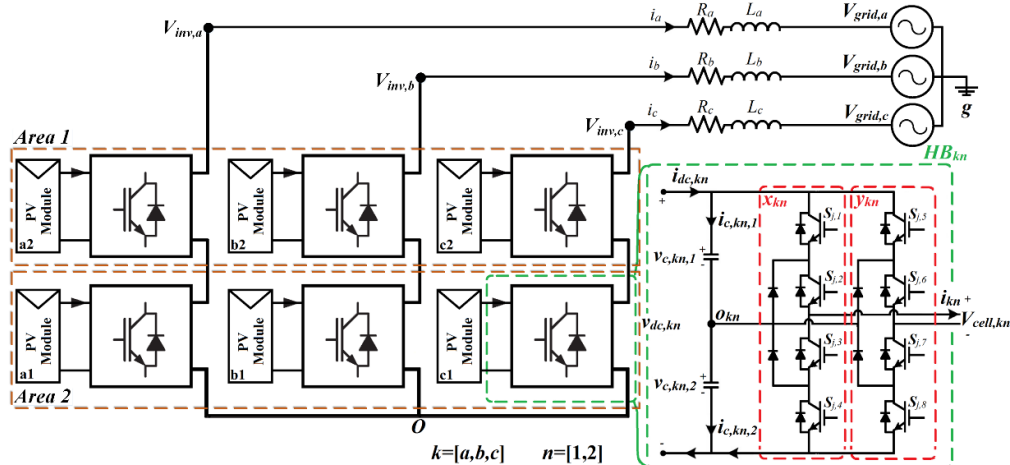 V_inv,a
i_a
R_a
L_a
V_grid,a
V_inv,b
i_b
R_b
L_b
V_grid,b
g
V_inv,c
i_c
R_c
L_c
V_grid,c
HB_kn
Area 1
PV Module
a2
PV Module
b2
PV Module
c2
PV Module
a1
PV Module
b1
PV Module
c1
Area 2
O
k=[a,b,c] n=[1,2]
i_dc,kn
+
x_kn
y_kn
i_c,kn,1
S_j,1
S_j,5
v_c,kn,1
+
-
S_j,2
S_j,6
v_dc,kn
o_kn
i_kn
+
V_cell,kn
-
S_j,3
S_j,7
v_c,kn,2
+
-
i_c,kn,2
S_j,4
S_j,8
-